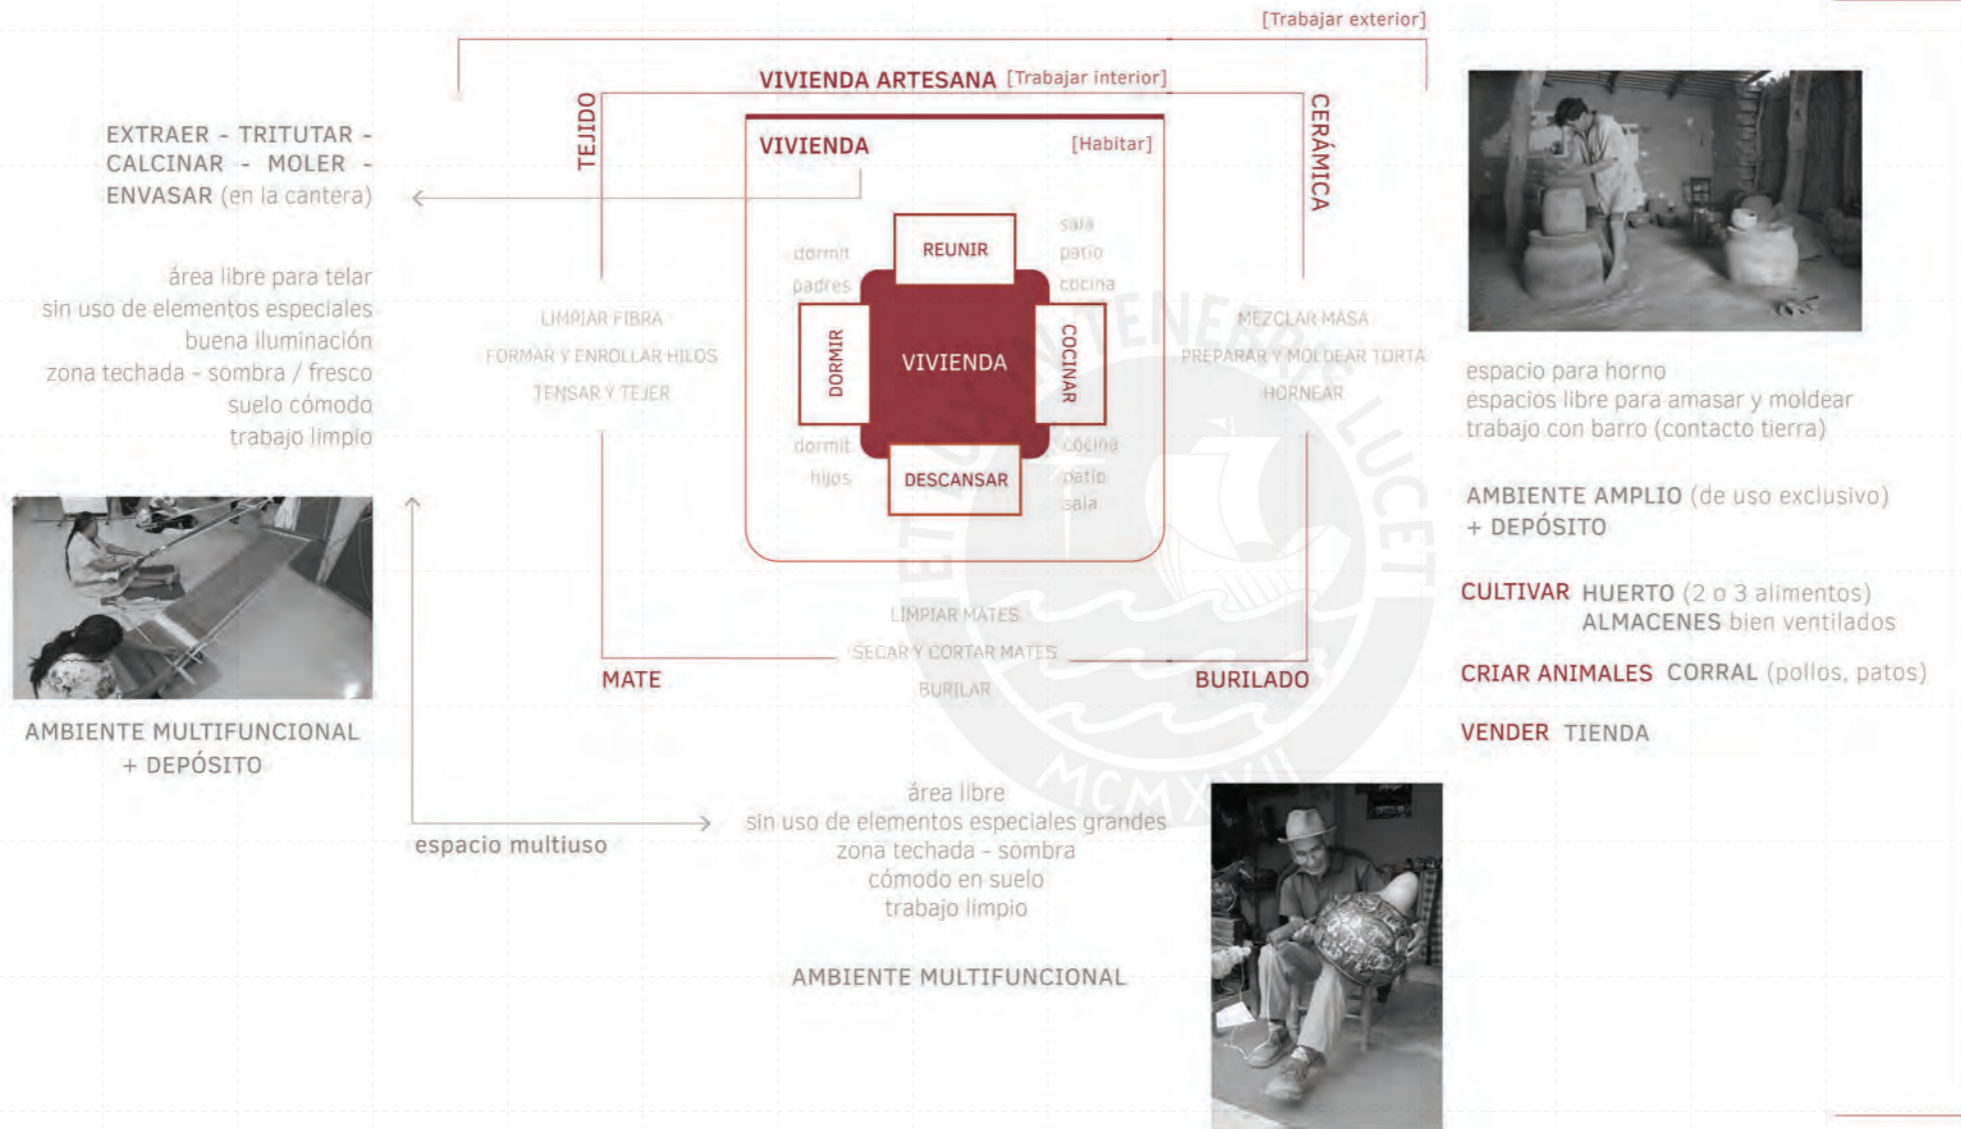 [Trabajar exterior]
VIVIENDA ARTESANA [Trabajar interior]
TEJIDO
CERÁMICA
EXTRAER - TRITUTAR -
CALCINAR - MOLER -
ENVASAR (en la cantera)
área libre para telar
sin uso de elementos especiales
buena iluminación
zona techada - sombra / fresco
suelo cómodo
trabajo limpio
AMBIENTE MULTIFUNCIONAL
+ DEPÓSITO
LIMPIAR FIBRA
FORMAR Y ENROLLAR HILOS
TENSAR Y TEJER
VIVIENDA [Habitar]
dormit
padres
REUNIR
sala
patio
cocina
DORMIR
VIVIENDA
COCINAR
dormit
hijos
DESCANSAR
cocina
patio
sala
MEZCLAR MASA
PREPARAR Y MOLDEAR TORTA
HORNEAR
LIMPIAR MATES
SECAR Y CORTAR MATES
BURILAR
MATE
BURILADO
espacio multiuso
área libre
sin uso de elementos especiales grandes
zona techada - sombra
cómodo en suelo
trabajo limpio
AMBIENTE MULTIFUNCIONAL
espacio para horno
espacios libre para amasar y moldear
trabajo con barro (contacto tierra)
AMBIENTE AMPLIO (de uso exclusivo)
+ DEPÓSITO
CULTIVAR HUERTO (2 o 3 alimentos)
ALMACENES bien ventilados
CRIAR ANIMALES CORRAL (pollos, patos)
VENDER TIENDA
ET LUX IN TENEBRIS LUCET
MCMXVII